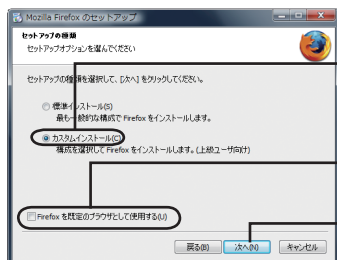 Mozilla Firefox のセットアップ
セットアップの種類
セットアップオプションを選んでください
セットアップの種類を選択して、[次へ] をクリックしてください。
標準インストール(S)
最も一般的な構成で Firefox をインストールします。
カスタムインストール(C)
構成を選択して Firefox をインストールします。(上級ユーザ向け)
Firefox を既定のブラウザとして使用する(U)
戻る(B) 次へ(N) キャンセル